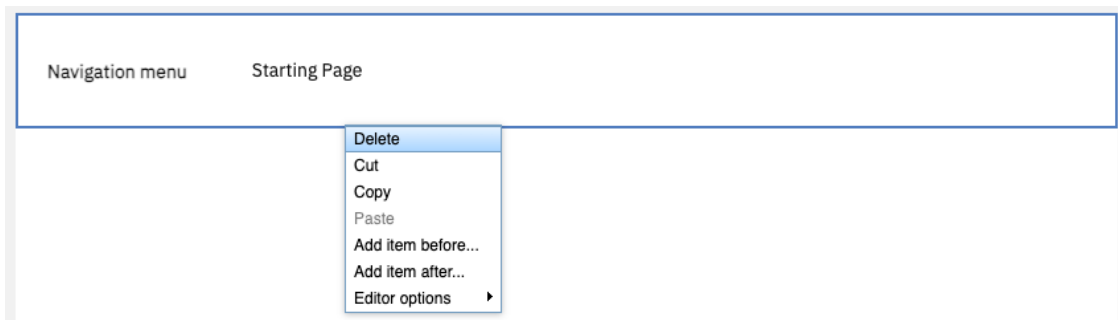 Navigation menu Starting Page
Delete
Cut
Copy
Paste
Add item before...
Add item after...
Editor options